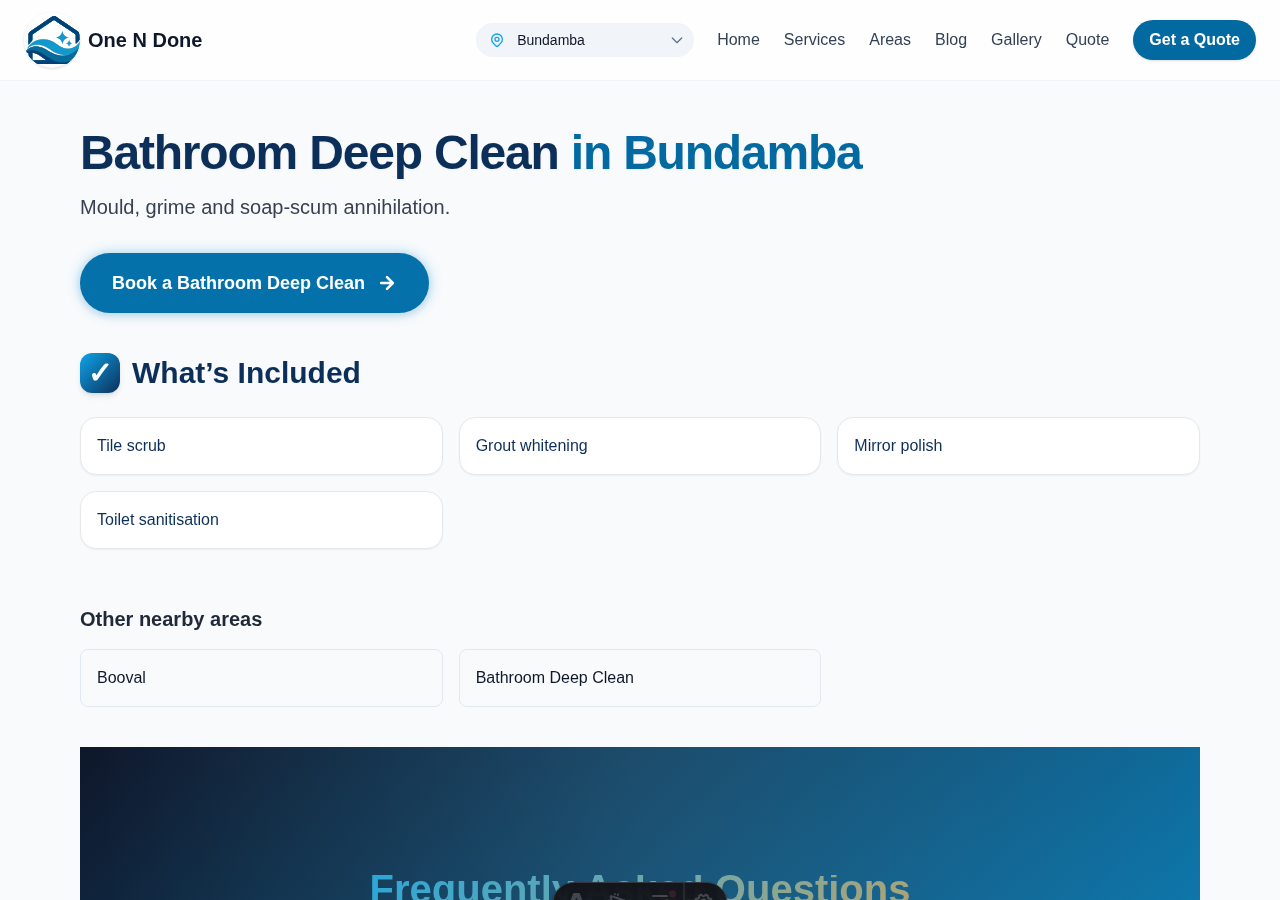 One N Done
Bundamba
Home
Services
Areas
Blog
Gallery
Quote
Get a Quote
Bathroom Deep Clean in Bundamba
Mould, grime and soap-scum annihilation.
Book a Bathroom Deep Clean
✓ What’s Included
Tile scrub
Grout whitening
Mirror polish
Toilet sanitisation
Other nearby areas
Booval
Bathroom Deep Clean
Frequently Asked Questions